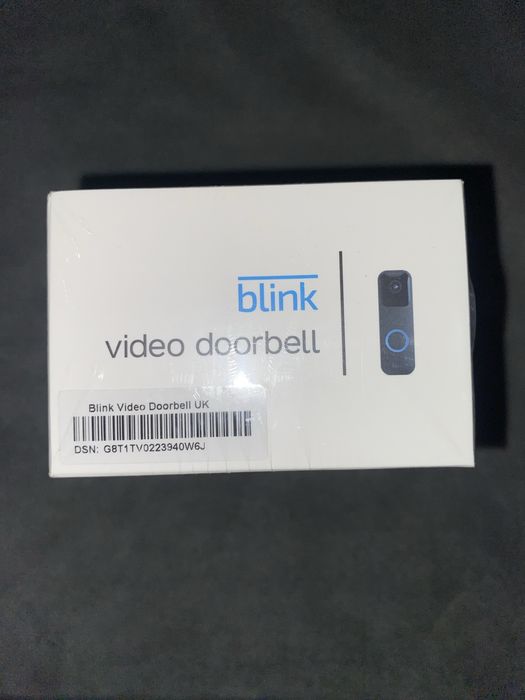 blink
video doorbell
Blink Video Doorbell UK
DSN: G8T1TV0223940W6J